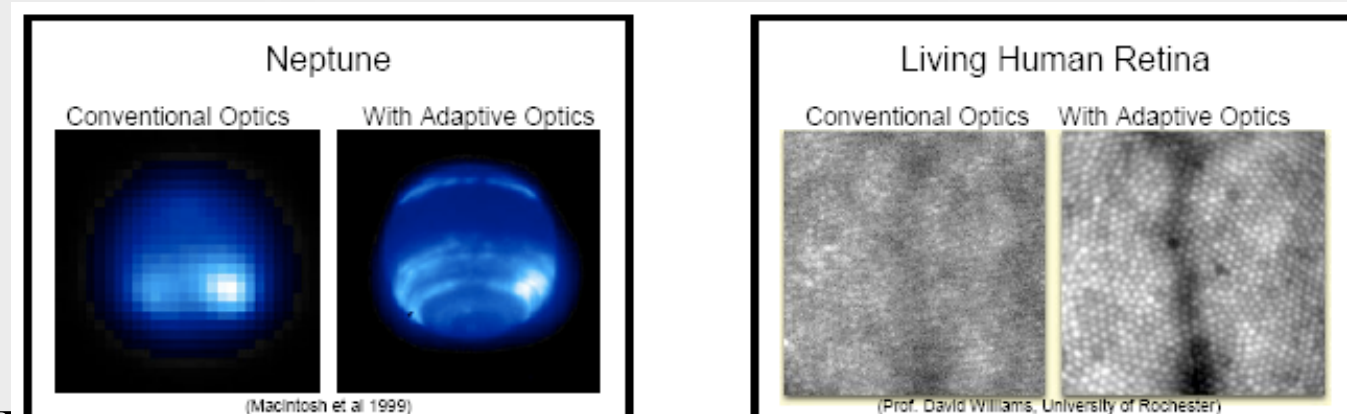 Neptune
Conventional Optics With Adaptive Optics
(Macintosh et al 1999)
Living Human Retina
Conventional Optics With Adaptive Optics
(Prof. David Williams, University of Rochester)